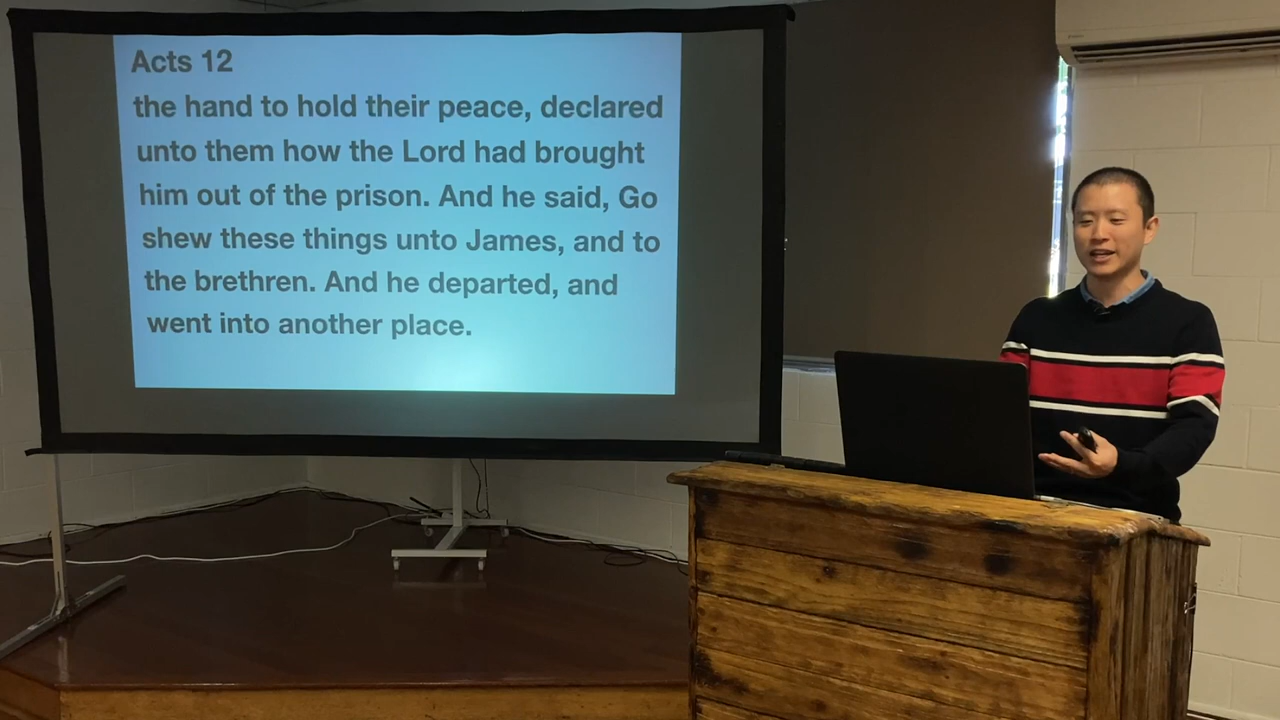 Acts 12
the hand to hold their peace, declared
unto them how the Lord had brought
him out of the prison. And he said, Go
shew these things unto James, and to
the brethren. And he departed, and
went into another place.